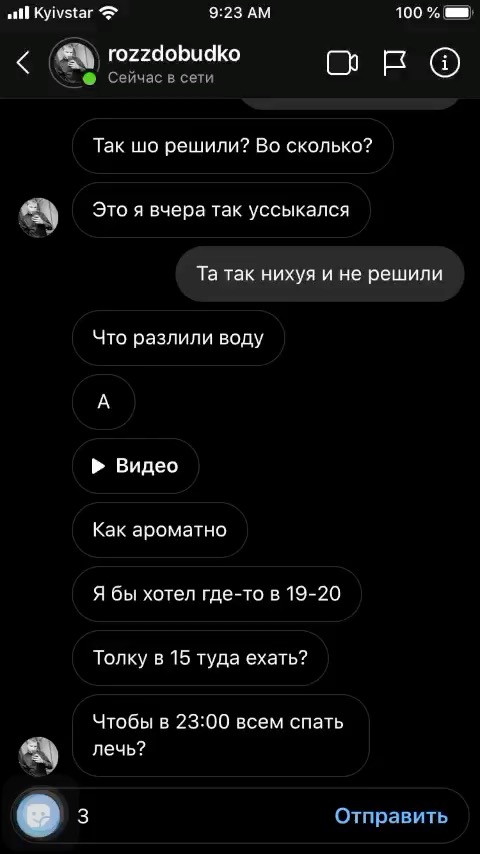 Kyivstar 9:23 AM 100 %
rozzdobudko
Сейчас в сети
Так шо решили? Во сколько?
Это я вчера так уссыкался
Та так нихуя и не решили
Что разлили воду
А
Видео
Как ароматно
Я бы хотел где-то в 19-20
Толку в 15 туда ехать?
Чтобы в 23:00 всем спать
лечь?
З Отправить